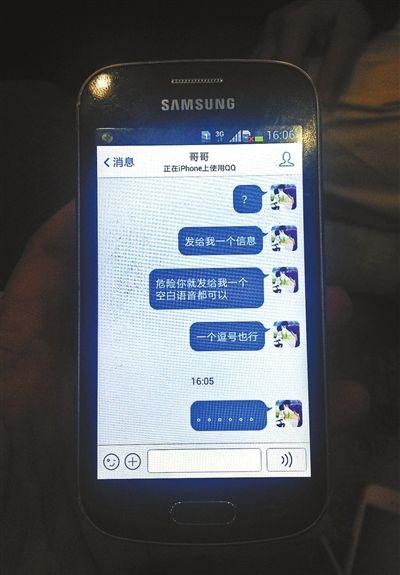 SAMSUNG
3G 16:06
消息
哥哥
正在iPhone上使用QQ
？
发给我一个信息
危险你就发给我一个
空白语音都可以
一个逗号也行
16:05
。。。。。。